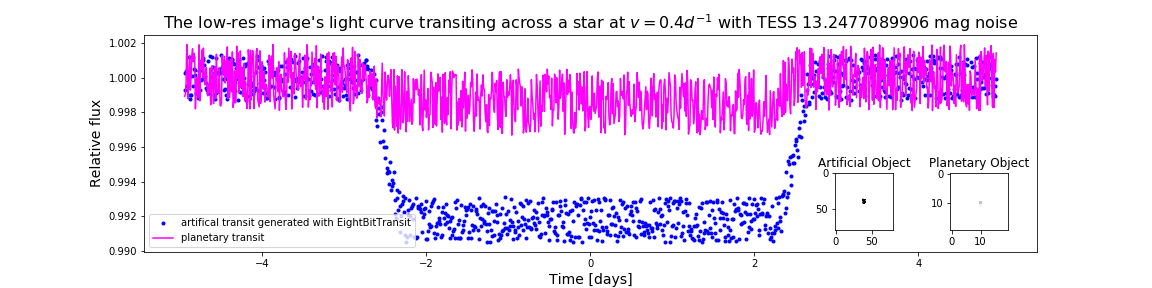 The low-res image's light curve transiting across a star at v = 0.4d⁻¹ with TESS 13.2477089906 mag noise
Relative flux
1.002
1.000
0.998
0.996
0.994
0.992
0.990
artifical transit generated with EightBitTransit
planetary transit
Artificial Object
0
50
0 50
Planetary Object
0
10
0 10
−4 −2 0 2 4
Time [days]